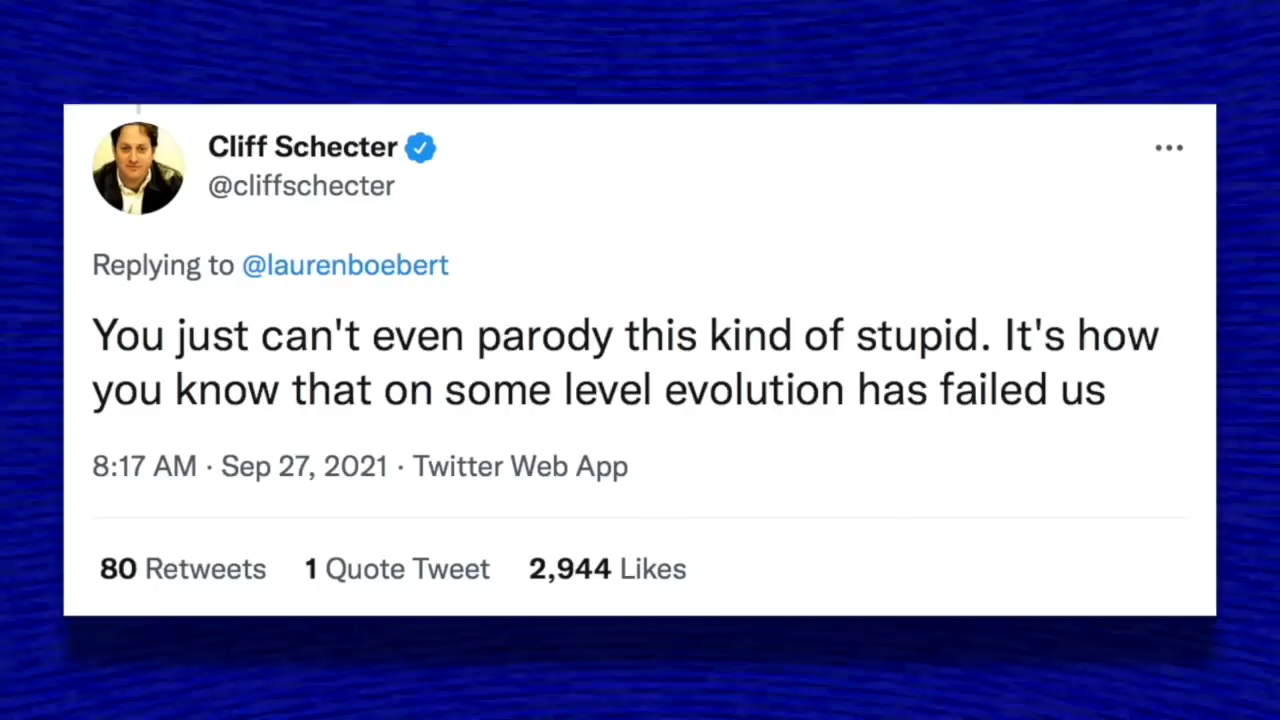 Cliff Schecter
@cliffschecter
Replying to @laurenboebert
You just can't even parody this kind of stupid. It's how
you know that on some level evolution has failed us
8:17 AM · Sep 27, 2021 · Twitter Web App
80 Retweets 1 Quote Tweet 2,944 Likes